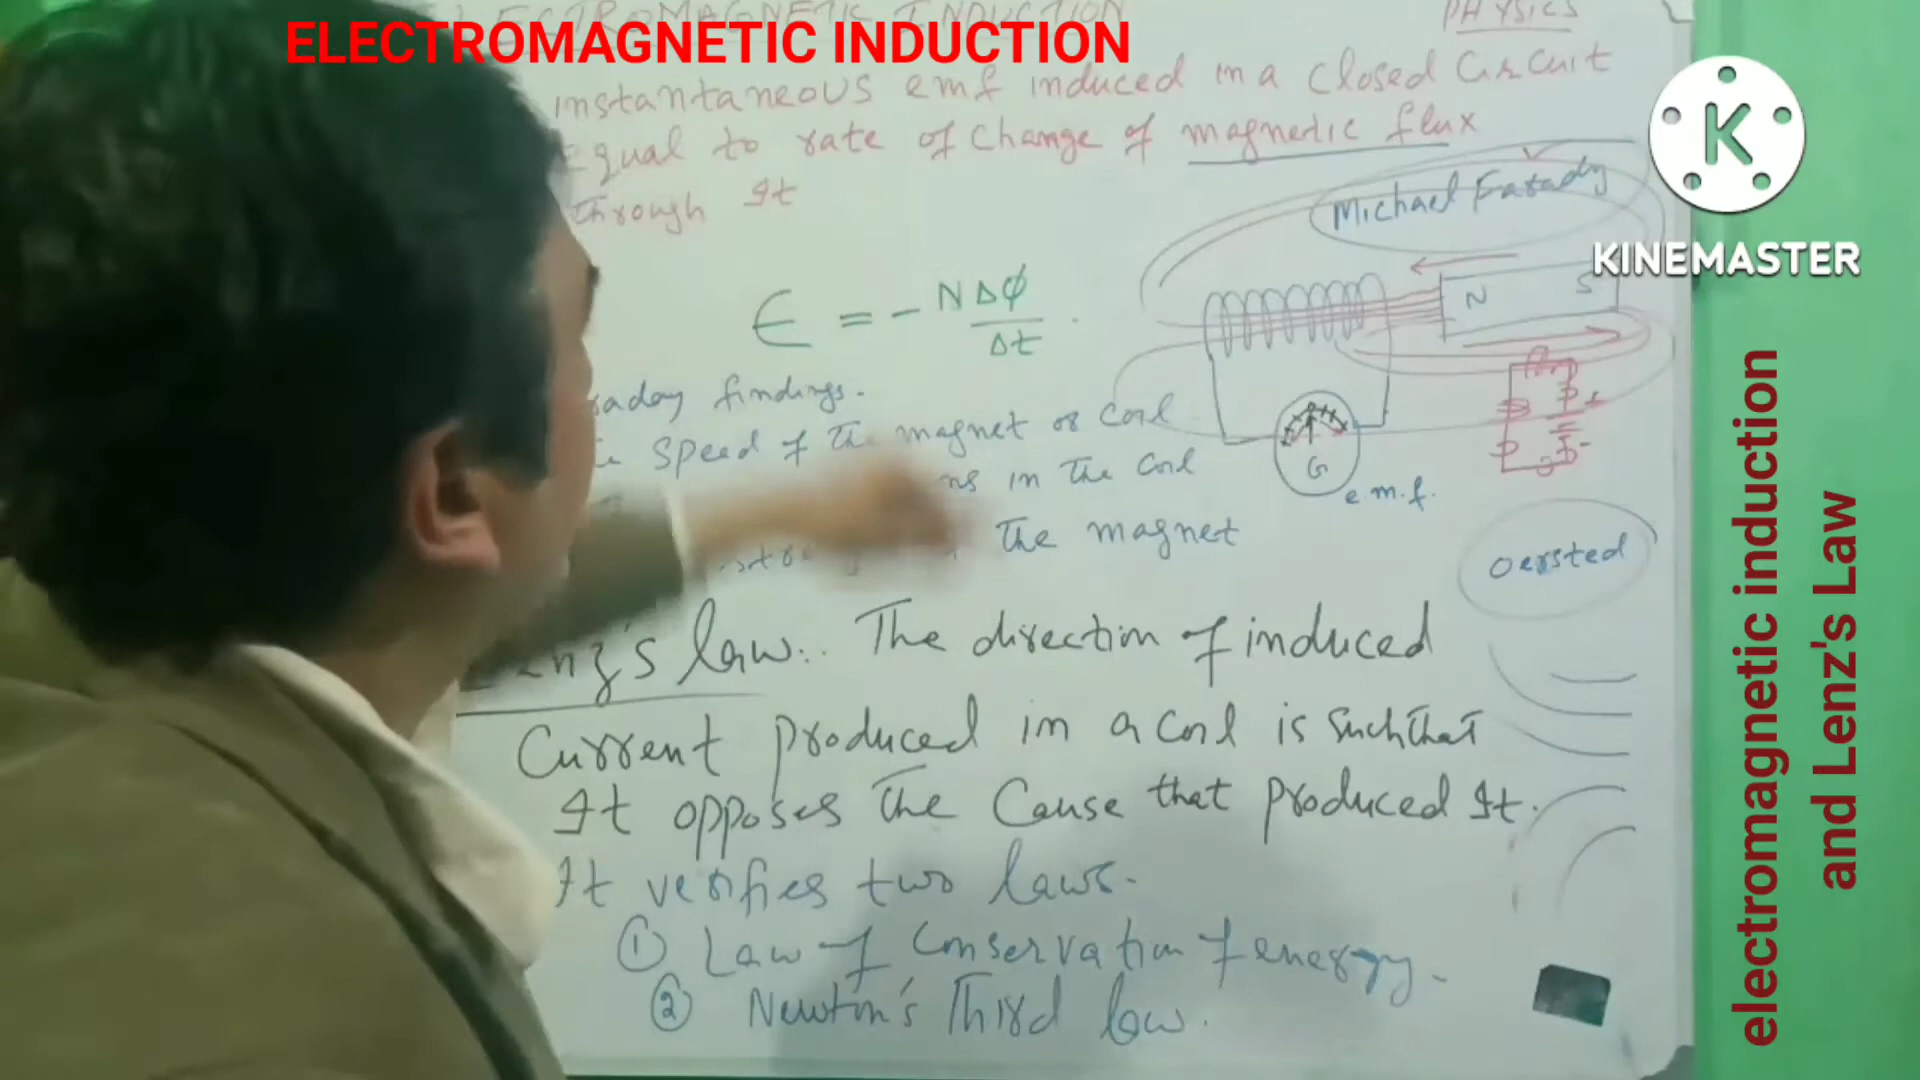 ELECTROMAGNETIC INDUCTION
ELECTROMAGNETIC INDUCTION
PHYSICS
instantaneous emf induced in a closed Circuit
Equal to rate of change of magnetic flux
through It
Michael Faraday
ϵ = - NΔϕ
Δt
N S
findings.
speed of the magnet or coil
in the coil
the magnet
G
e.m.f.
Oersted
Lenz's law:. The direction of induced
Current produced in a coil is such that
It opposes the Cause that produced It.
It verifies two laws.
① Law of Conservation of energy.
② Newton's Third law.
K
KINEMASTER
electromagnetic induction
and Lenz's Law